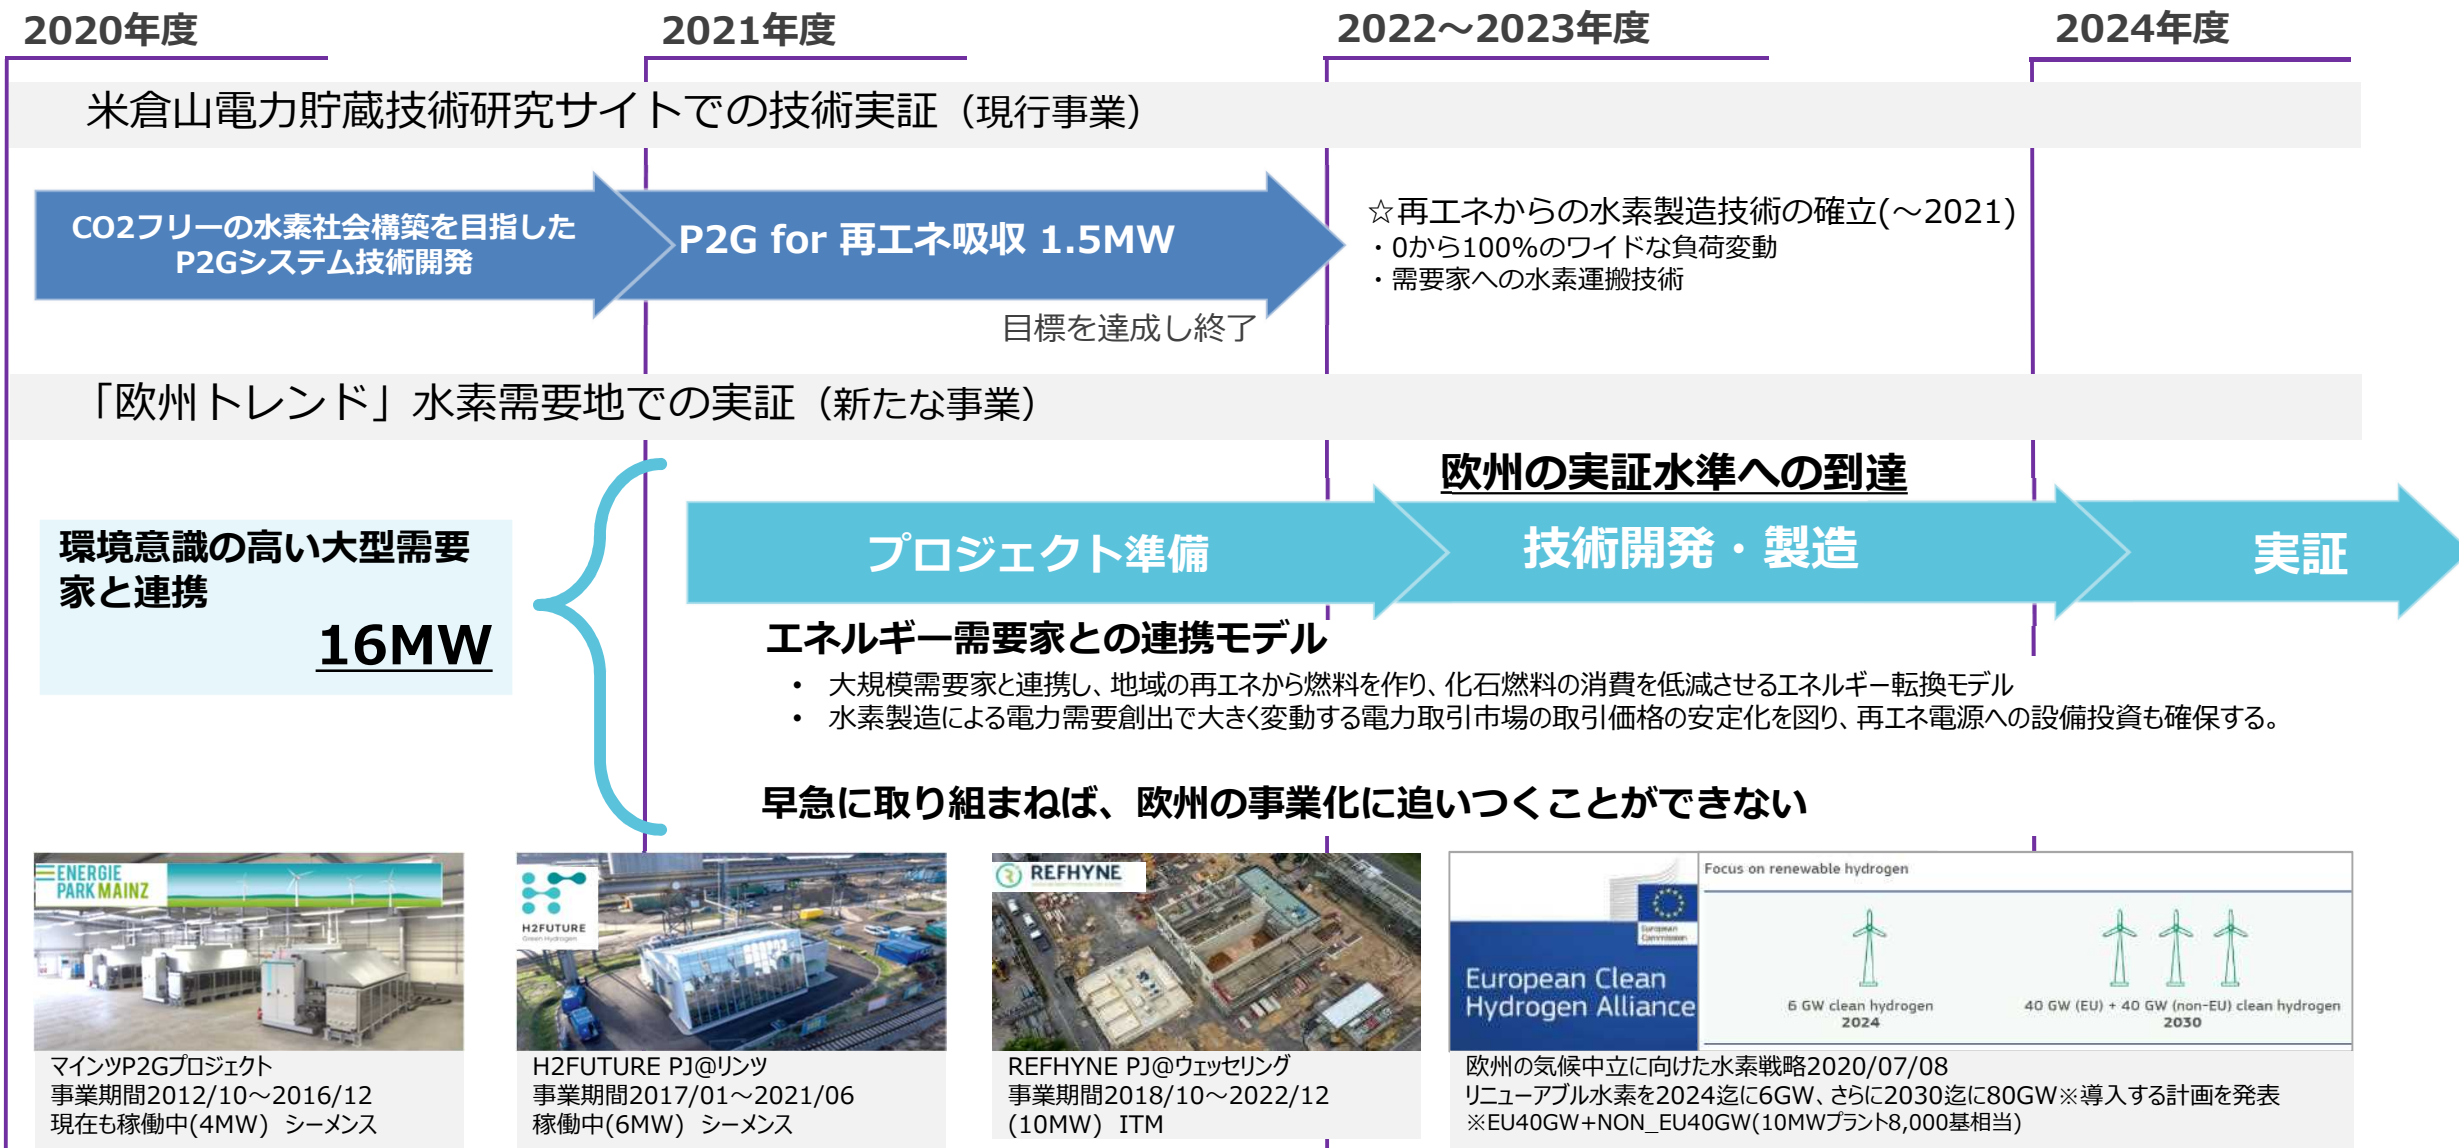 2020年度
2021年度
2022～2023年度
2024年度
米倉山電力貯蔵技術研究サイトでの技術実証（現行事業）
CO2フリーの水素社会構築を目指した
P2Gシステム技術開発
P2G for 再エネ吸収 1.5MW
☆再エネからの水素製造技術の確立(～2021)
・0から100%のワイドな負荷変動
・需要家への水素運搬技術
目標を達成し終了
「欧州トレンド」水素需要地での実証（新たな事業）
欧州の実証水準への到達
環境意識の高い大型需要
家と連携
16MW
プロジェクト準備
技術開発・製造
実証
エネルギー需要家との連携モデル
• 大規模需要家と連携し、地域の再エネから燃料を作り、化石燃料の消費を低減させるエネルギー転換モデル
• 水素製造による電力需要創出で大きく変動する電力取引市場の取引価格の安定化を図り、再エネ電源への設備投資も確保する。
早急に取り組まねば、欧州の事業化に追いつくことができない
ENERGIE
PARK MAINZ
マインツP2Gプロジェクト
事業期間2012/10～2016/12
現在も稼働中(4MW) シーメンス
H2FUTURE
Green Hydrogen
H2FUTURE PJ@リンツ
事業期間2017/01～2021/06
稼働中(6MW) シーメンス
REFHYNE
REFHYNE PJ@ウェッセリング
事業期間2018/10～2022/12
(10MW) ITM
European
Commission
European Clean
Hydrogen Alliance
Focus on renewable hydrogen
6 GW clean hydrogen
2024
40 GW (EU) + 40 GW (non-EU) clean hydrogen
2030
欧州の気候中立に向けた水素戦略2020/07/08
リニューアブル水素を2024迄に6GW、さらに2030迄に80GW※導入する計画を発表
※EU40GW+NON_EU40GW(10MWプラント8,000基相当)